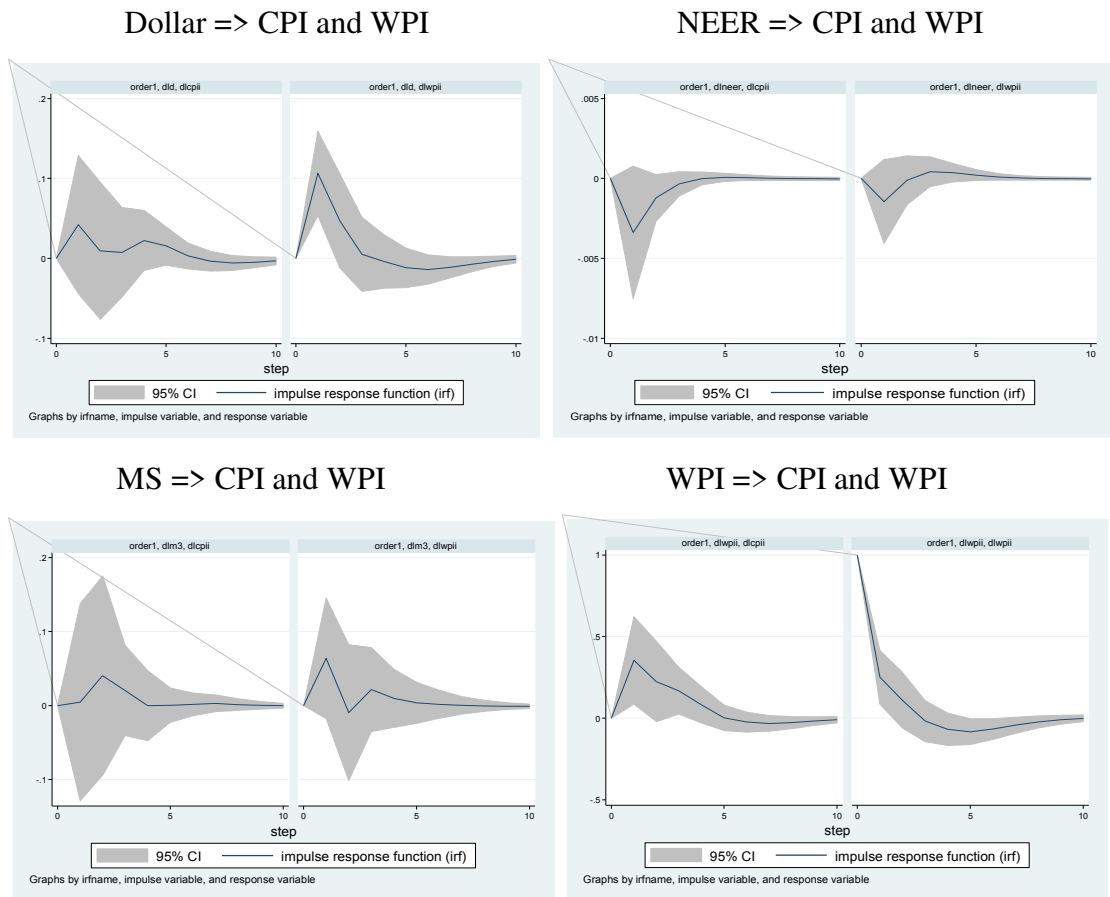 Dollar => CPI and WPI
order1, dld, dlcpii
order1, dld, dlwpii
.2
.1
0
-.1
0
5
10
0
5
10
step
95% CI
impulse response function (irf)
Graphs by irfname, impulse variable, and response variable
NEER => CPI and WPI
order1, dlneer, dlcpii
order1, dlneer, dlwpii
.005
0
-.005
-.01
0
5
10
0
5
10
step
95% CI
impulse response function (irf)
Graphs by irfname, impulse variable, and response variable
MS => CPI and WPI
order1, dlm3, dlcpii
order1, dlm3, dlwpii
.2
.1
0
-.1
0
5
10
0
5
10
step
95% CI
impulse response function (irf)
Graphs by irfname, impulse variable, and response variable
WPI => CPI and WPI
order1, dlwpii, dlcpii
order1, dlwpii, dlwpii
1
.5
0
-.5
0
5
10
0
5
10
step
95% CI
impulse response function (irf)
Graphs by irfname, impulse variable, and response variable